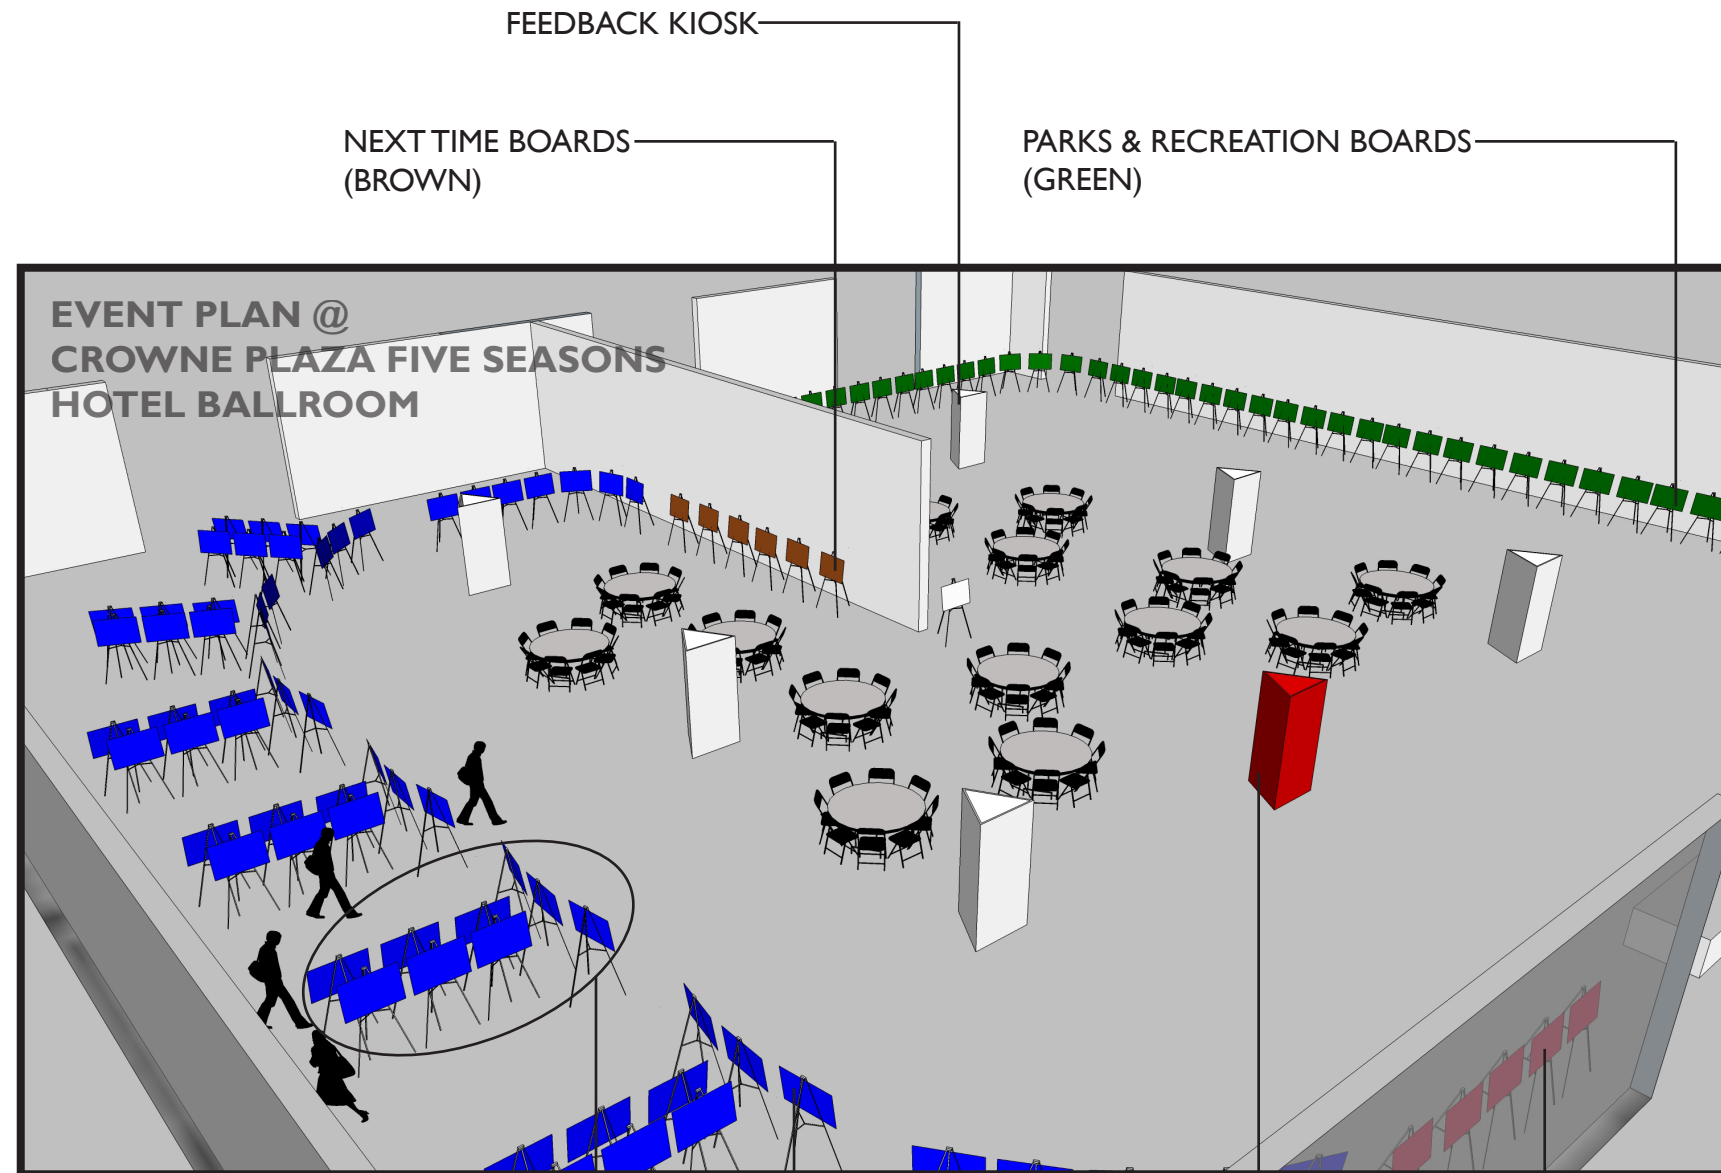 FEEDBACK KIOSK
NEXT TIME BOARDS
(BROWN)
PARKS & RECREATION BOARDS
(GREEN)
EVENT PLAN @
CROWNE PLAZA FIVE SEASONS
HOTEL BALLROOM